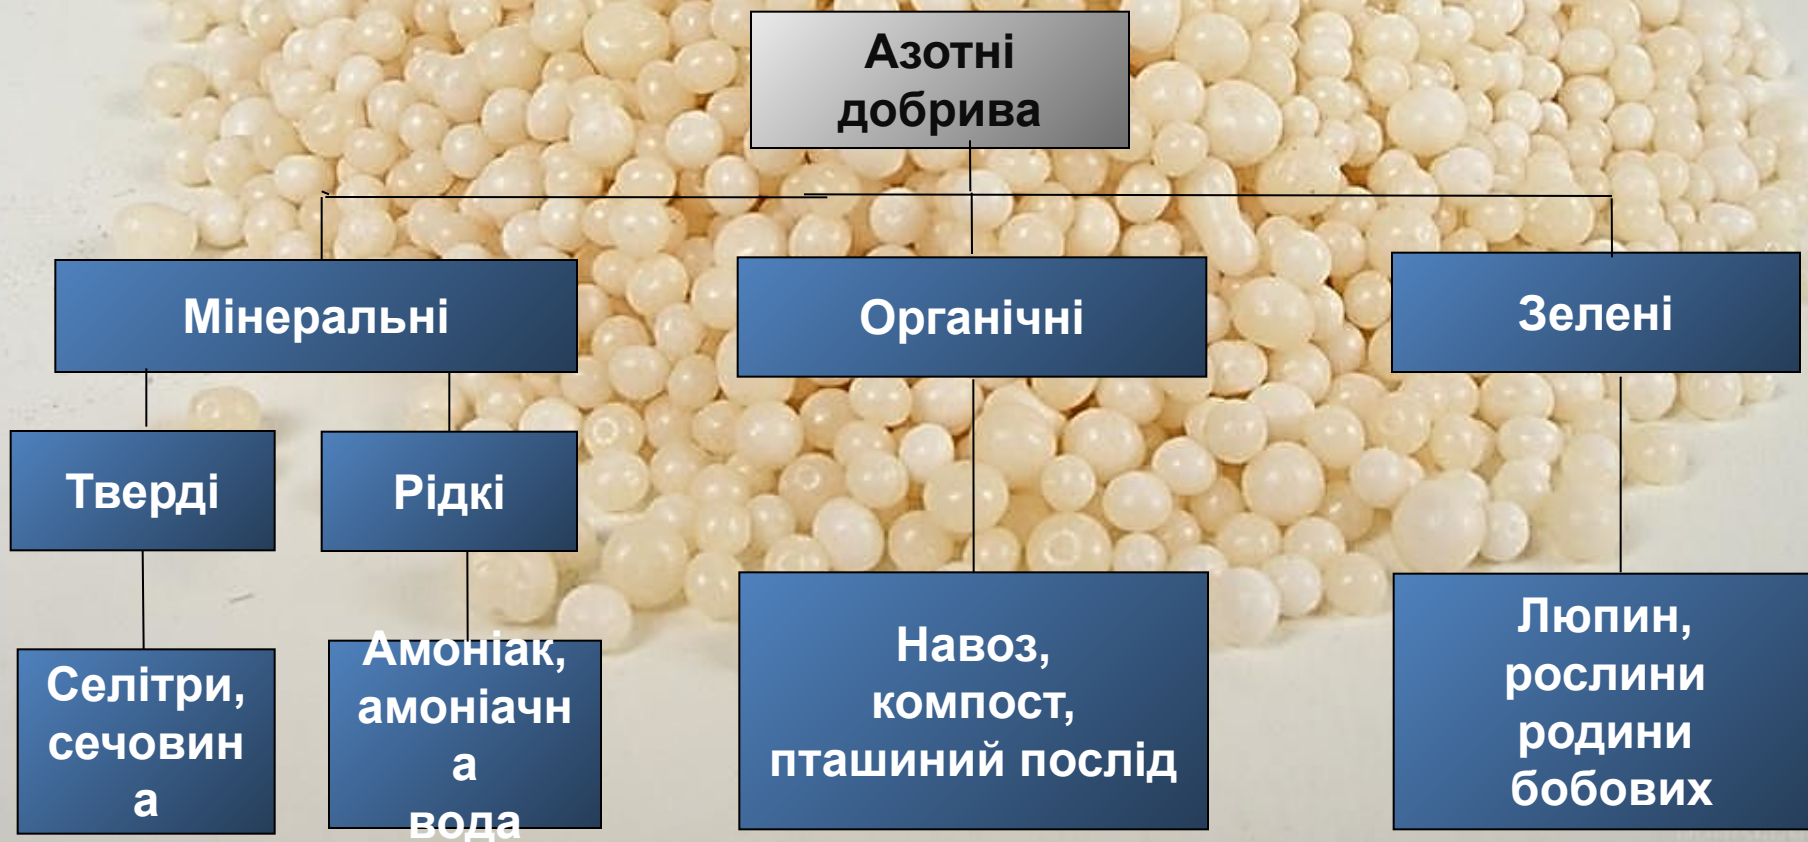 Азотні
добрива
Мінеральні
Органічні
Зелені
Тверді
Рідкі
Селітри,
сечовин
а
Амоніак,
амоніачн
а
вода
Навоз,
компост,
пташиний послід
Люпин,
рослини
родини
бобових